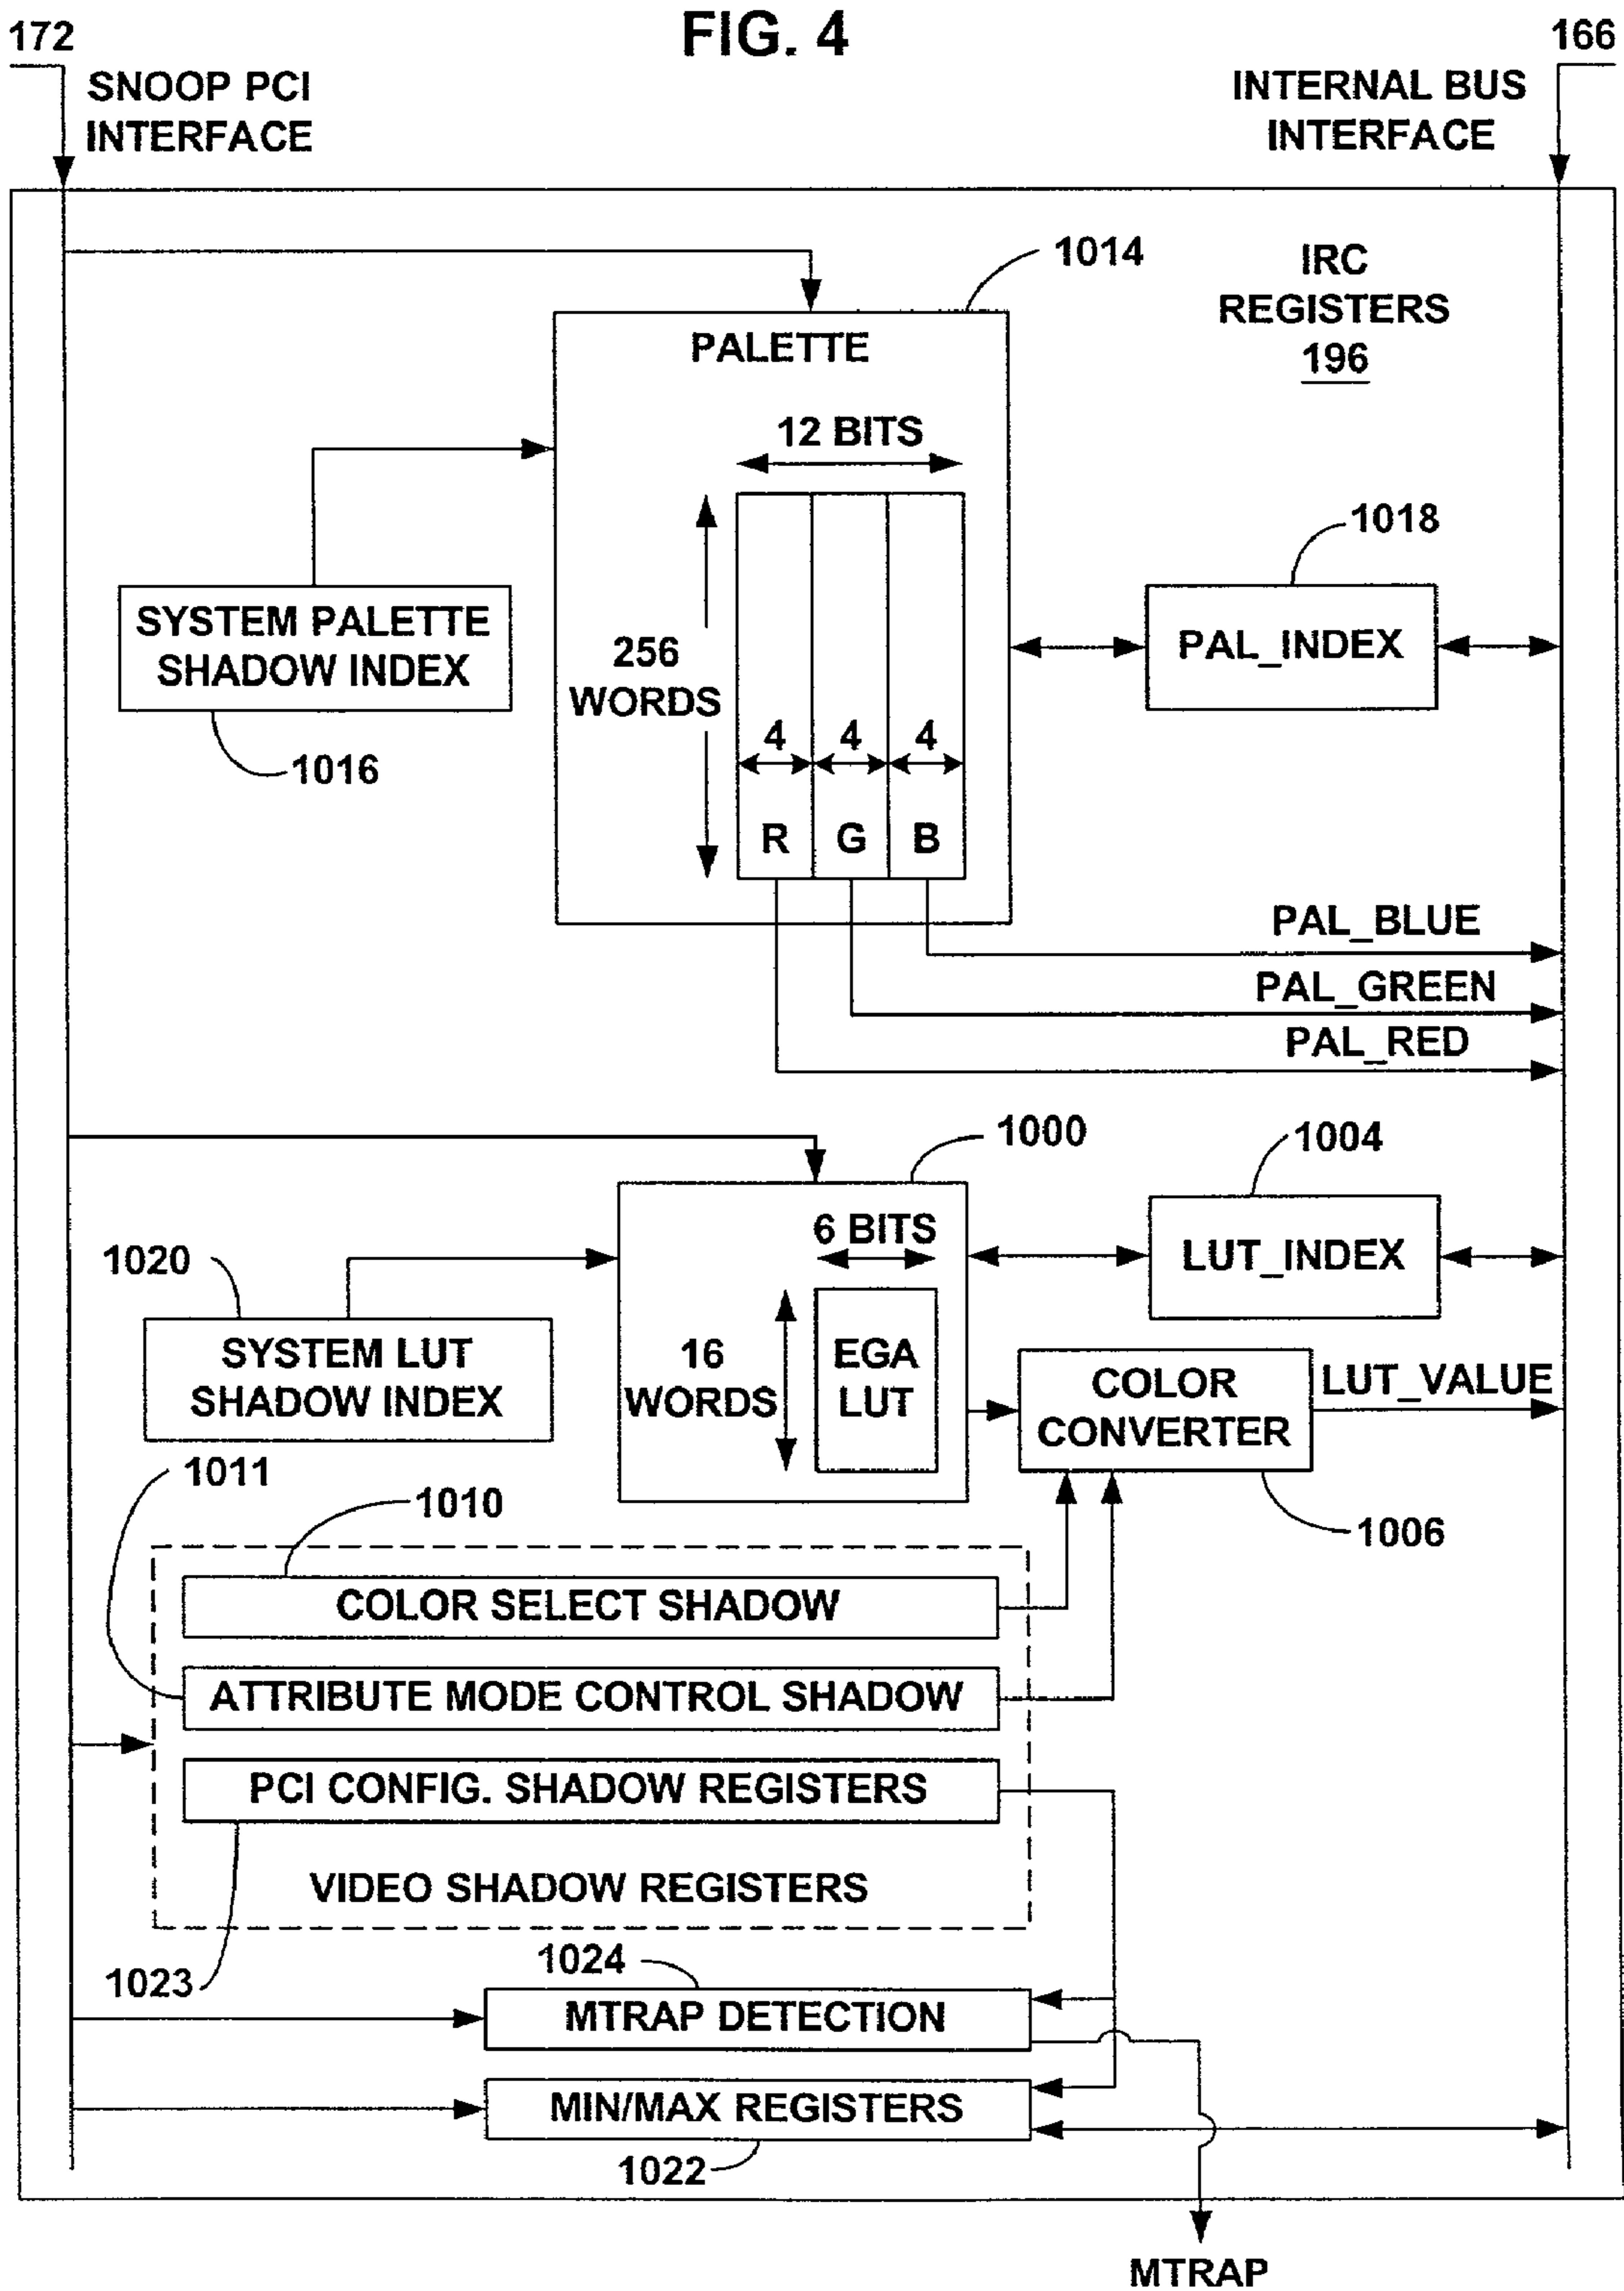 FIG. 4
172
166
SNOOP PCI
INTERFACE
INTERNAL BUS
INTERFACE
1014
IRC
REGISTERS
196
PALETTE
12 BITS
1018
SYSTEM PALETTE
SHADOW INDEX
256
WORDS
PAL_INDEX
1016
4 4 4
R G B
PAL_BLUE
PAL_GREEN
PAL_RED
1000
1004
6 BITS
1020
LUT_INDEX
SYSTEM LUT
SHADOW INDEX
16
WORDS
EGA
LUT
COLOR
CONVERTER
LUT_VALUE
1011
1010
1006
COLOR SELECT SHADOW
ATTRIBUTE MODE CONTROL SHADOW
PCI CONFIG. SHADOW REGISTERS
VIDEO SHADOW REGISTERS
1024
1023
MTRAP DETECTION
MIN/MAX REGISTERS
1022
MTRAP